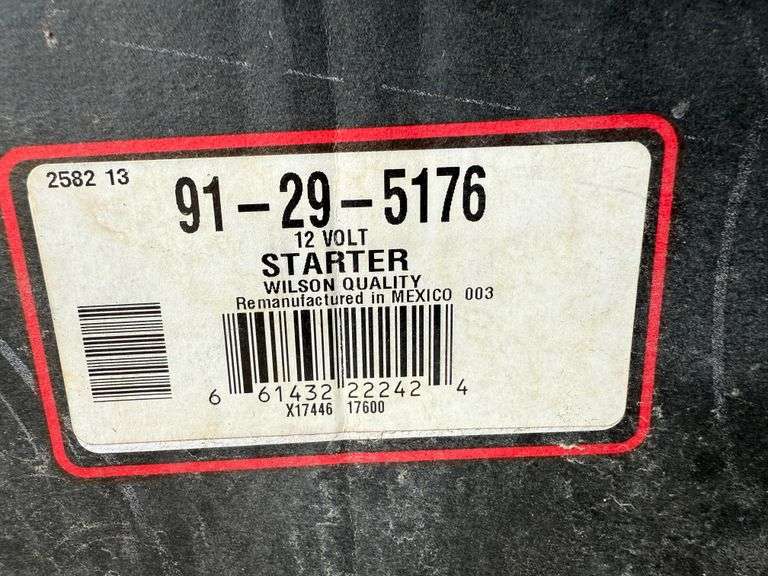 2582 13
91-29-5176
12 VOLT
STARTER
WILSON QUALITY
Remanufactured in MEXICO 003
6 61432 22242 4
X17446 17600